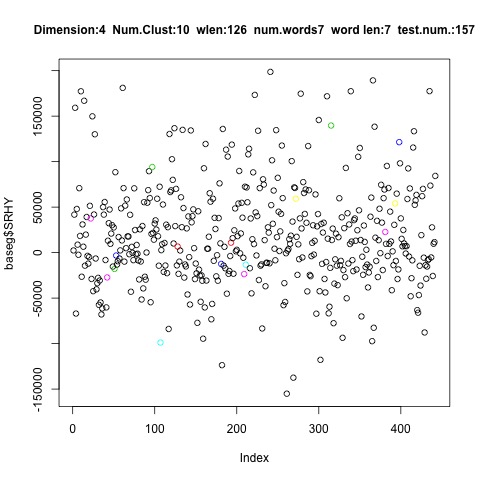 Dimension:4 Num.Clust:10 wlen:126 num.words7 word len:7 test.num.:157
baseg$SRHY
150000
50000
0
-50000
-150000
0 100 200 300 400
Index